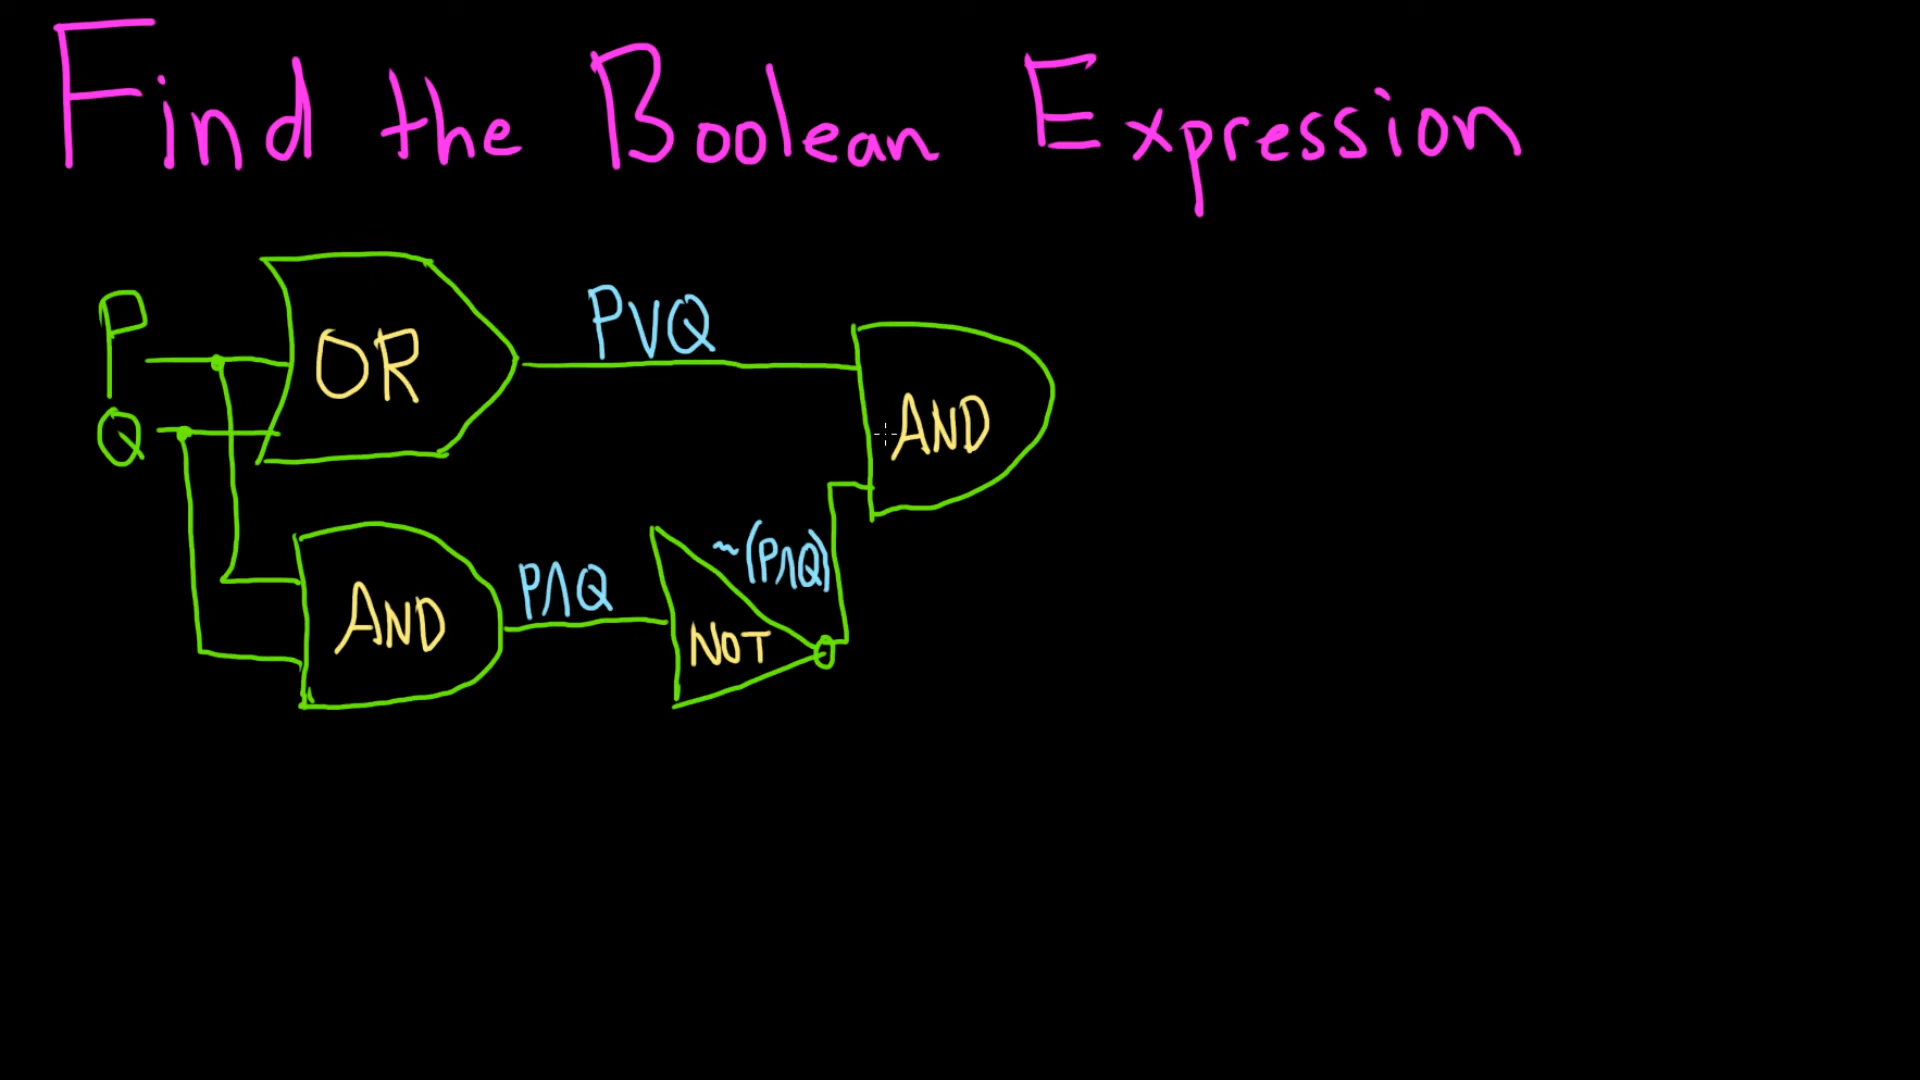 Find the Boolean Expression
P
OR
P∨Q
Q
AND
AND
P∧Q
~(P∧Q)
NOT